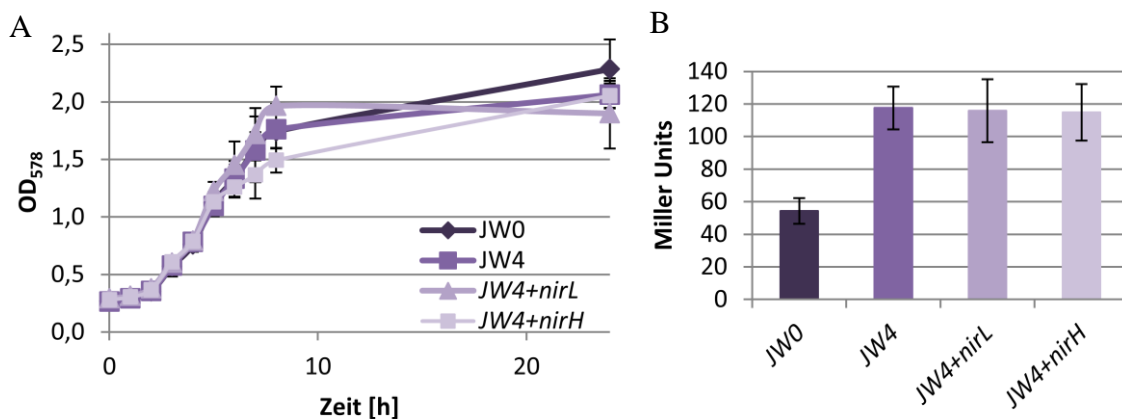 A
2,5
2,0
1,5
1,0
0,5
0,0
OD578
0
10
20
Zeit [h]
JW0
JW4
JW4+nirL
JW4+nirH
B
140
120
100
80
60
40
20
0
Miller Units
JW0
JW4
JW4+nirL
JW4+nirH